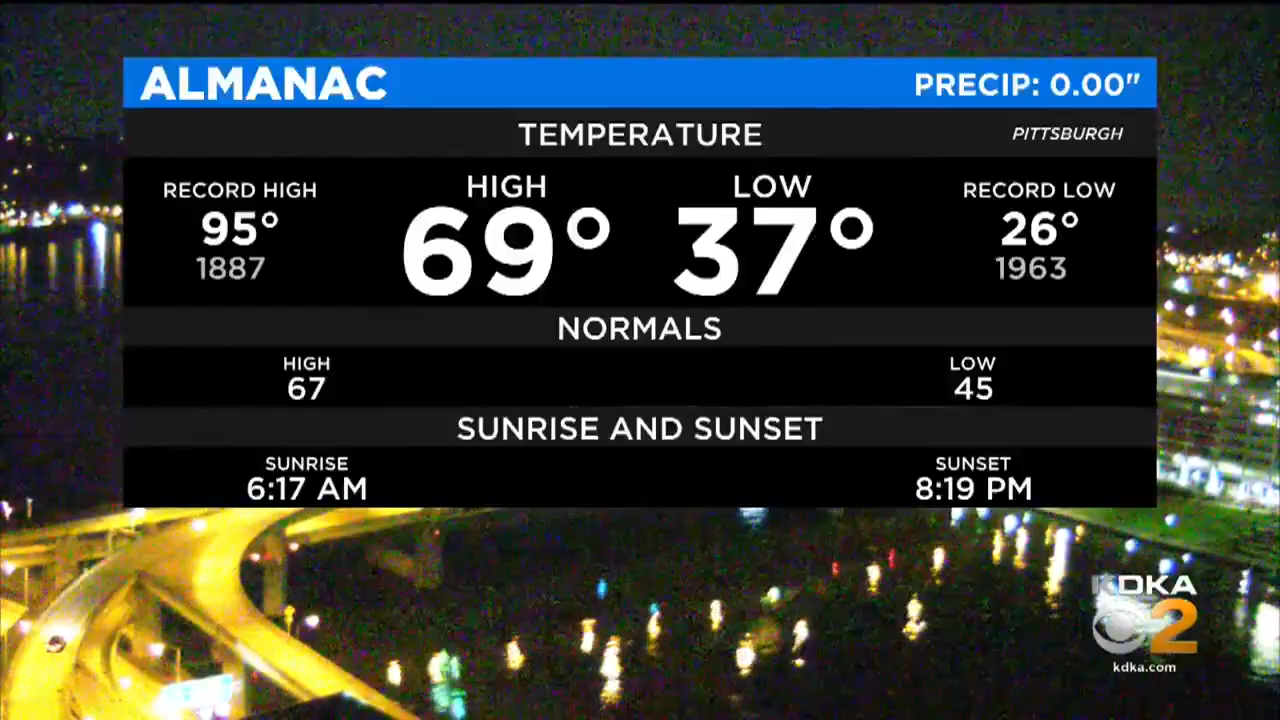 ALMANAC
PRECIP: 0.00"
TEMPERATURE
PITTSBURGH
RECORD HIGH
95°
1887
HIGH
69°
LOW
37°
RECORD LOW
26°
1963
NORMALS
HIGH
67
LOW
45
SUNRISE AND SUNSET
SUNRISE
6:17 AM
SUNSET
8:19 PM
KDKA
2
kdka.com